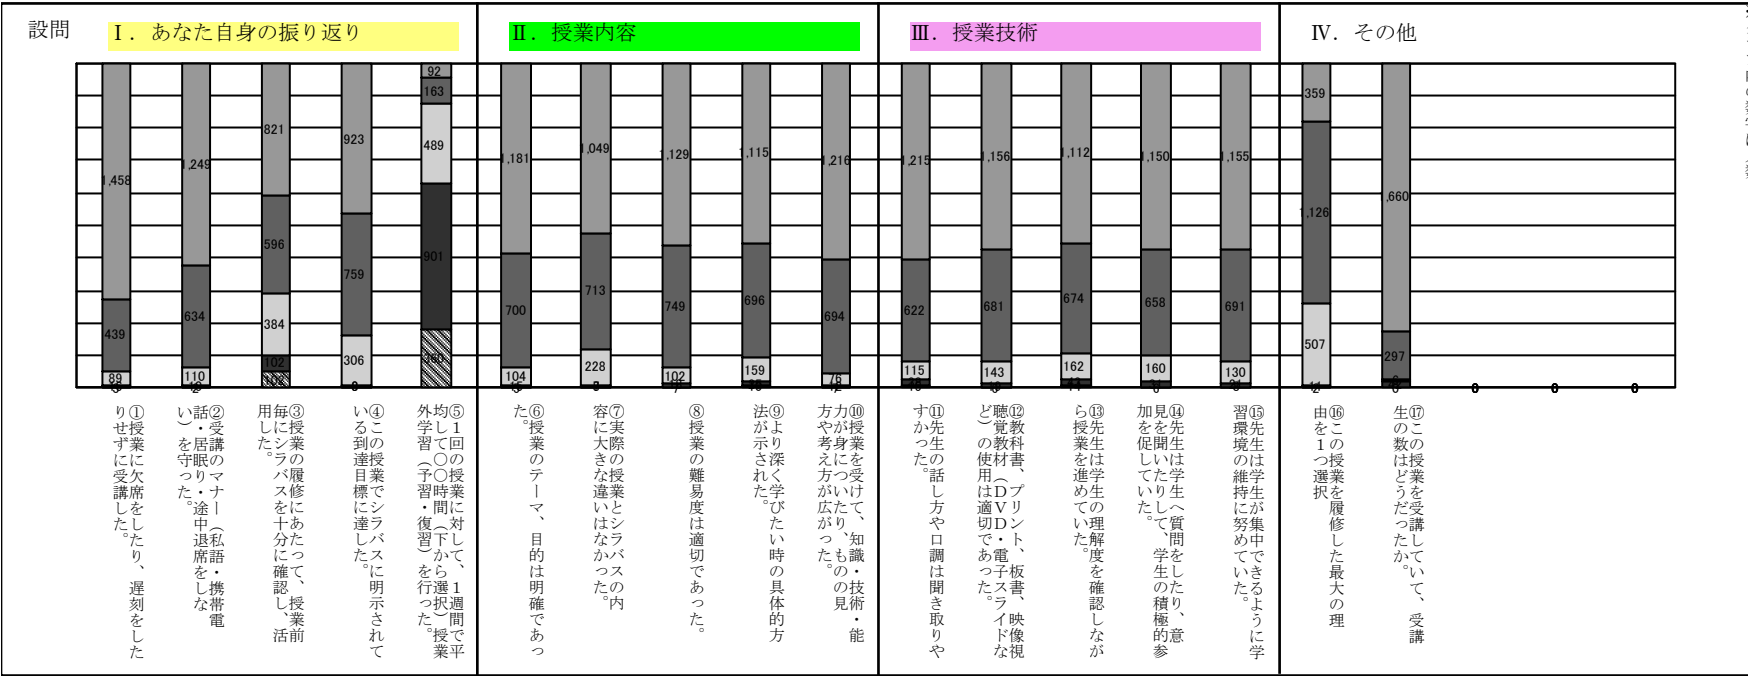 設問
Ⅰ．あなた自身の振り返り
Ⅱ．授業内容
Ⅲ．授業技術
Ⅳ．その他
1,458
439
89
1,249
634
110
821
596
384
102
102
923
759
306
92
163
489
901
360
1,181
700
104
1,049
713
228
1,129
749
102
1,115
696
159
1,216
694
76
1,215
622
115
1,156
681
143
1,112
674
162
1,150
658
160
1,155
691
130
359
1,126
507
1,660
297
0
0
0
①授業に欠席をしたり、遅刻をした
りせずに受講した。
②受講のマナー（私語・携帯電
話・居眠り・途中退席をしな
い）を守った。
③授業の履修にあたって、授業前
毎にシラバスを十分に確認し、活
用した。
④この授業でシラバスに明示されて
いる到達目標に達した。
⑤１回の授業に対して、１週間で平
均して〇〇時間（下から選択）授業
外学習（予習・復習）を行った。
⑥授業のテーマ、目的は明確であっ
た。
⑦実際の授業とシラバスの内
容に大きな違いはなかった。
⑧授業の難易度は適切であった。
⑨より深く学びたい時の具体的方
法が示された。
⑩授業を受けて、知識・技術・能
力が身についたり、ものの見
方や考え方が広がった。
⑪先生の話し方や口調は聞き取りや
すかった。
⑫教科書、プリント、板書、映像視
聴覚教材（ＤＶＤ・電子スライドな
ど）の使用は適切であった。
⑬先生は学生の理解度を確認しなが
ら授業を進めていた。
⑭先生は学生へ質問をしたり、意
見を聞いたりして、学生の積極的参
加を促していた。
⑮先生は学生が集中できるように学
習環境の維持に努めていた。
⑯この授業を履修した最大の理
由を１つ選択
⑰この授業を受講していて、受講
生の数はどうだったか。